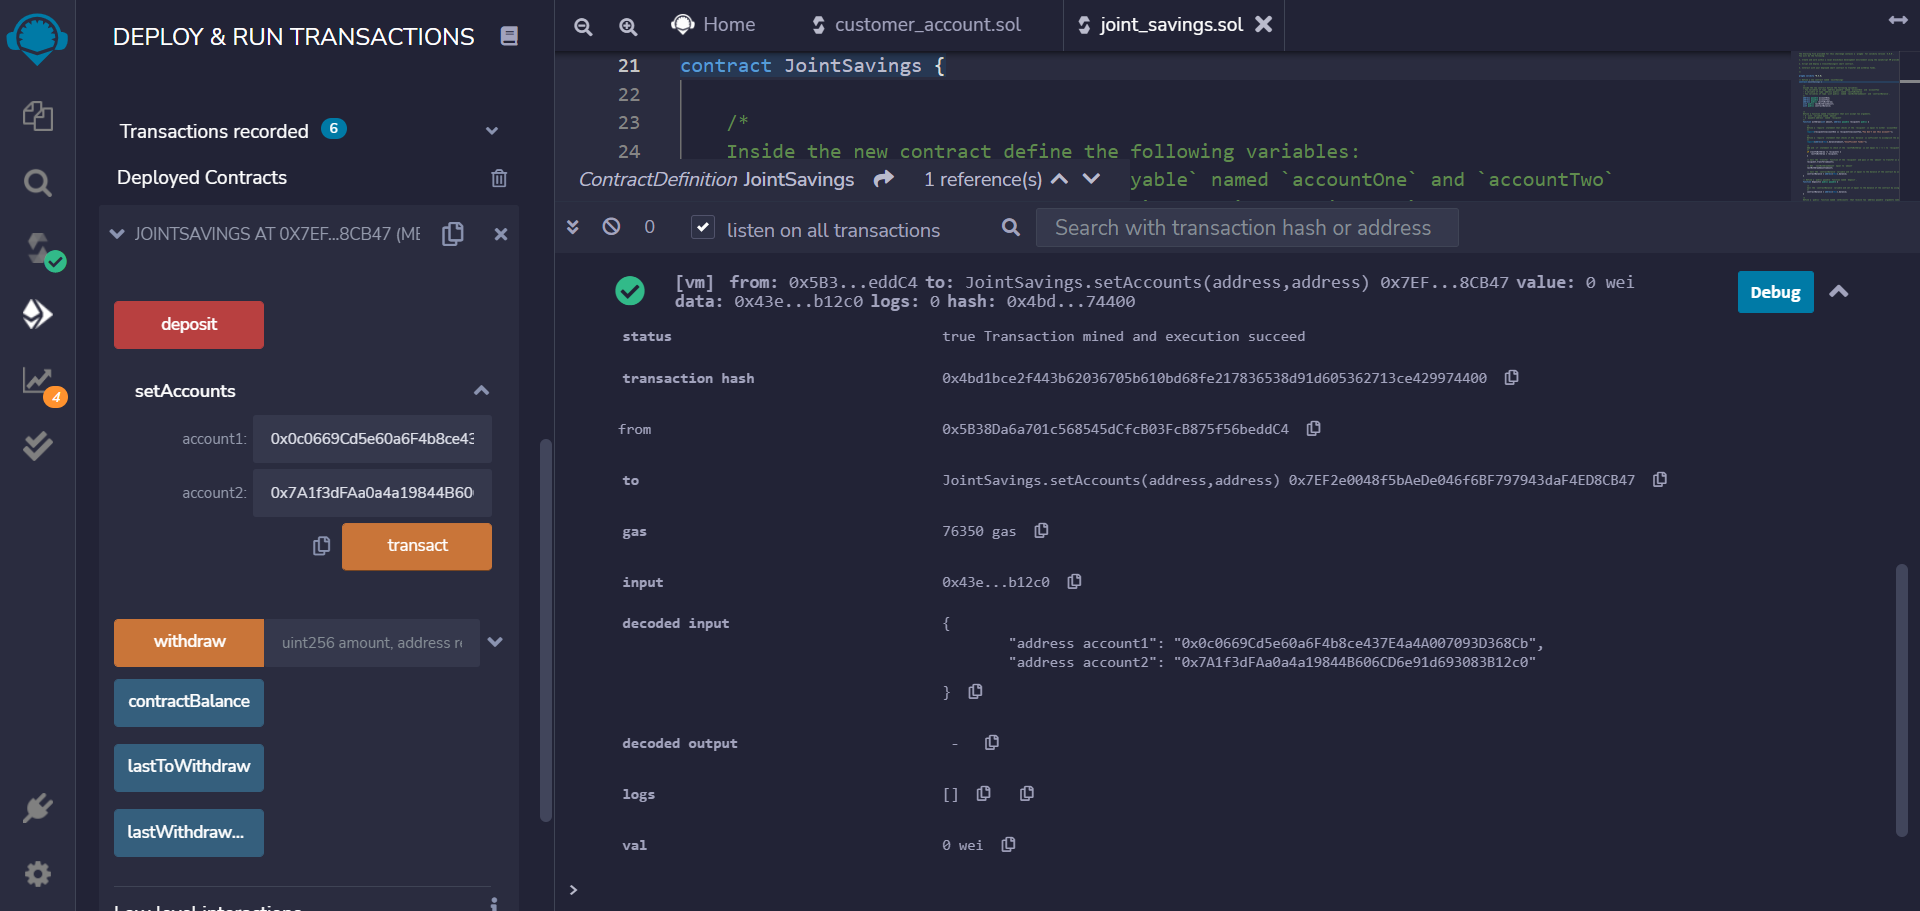 DEPLOY & RUN TRANSACTIONS
Transactions recorded 6
Deployed Contracts
JOINTSAVINGS AT 0X7EF...8CB47 (ME
deposit
setAccounts
account1: 0x0c0669Cd5e60a6F4b8ce43
account2: 0x7A1f3dFAa0a4a19844B60
transact
withdraw uint256 amount, address re
contractBalance
lastToWithdraw
lastWithdraw...
Low level interactions
4
Home
customer_account.sol
joint_savings.sol
21 contract JointSavings {
22
23 /*
24 Inside the new contract define the following variables:
ContractDefinition JointSavings 1 reference(s) yable` named `accountOne` and `accountTwo`
0 listen on all transactions Search with transaction hash or address
[vm] from: 0x5B3...eddC4 to: JointSavings.setAccounts(address,address) 0x7EF...8CB47 value: 0 wei
data: 0x43e...b12c0 logs: 0 hash: 0x4bd...74400
Debug
status true Transaction mined and execution succeed
transaction hash 0x4bd1bce2f443b62036705b610bd68fe217836538d91d605362713ce429974400
from 0x5B38Da6a701c568545dCfcB03FcB875f56beddC4
to JointSavings.setAccounts(address,address) 0x7EF2e0048f5bAeDe046f6BF797943daF4ED8CB47
gas 76350 gas
input 0x43e...b12c0
decoded input {
"address account1": "0x0c0669Cd5e60a6F4b8ce437E4a4A007093D368Cb",
"address account2": "0x7A1f3dFAa0a4a19844B606CD6e91d693083B12c0"
}
decoded output -
logs []
val 0 wei
>